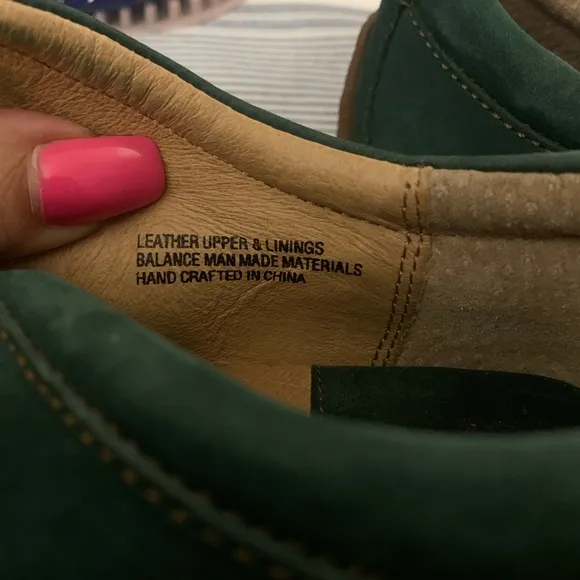 LEATHER UPPER & LININGS
BALANCE MAN MADE MATERIALS
HAND CRAFTED IN CHINA